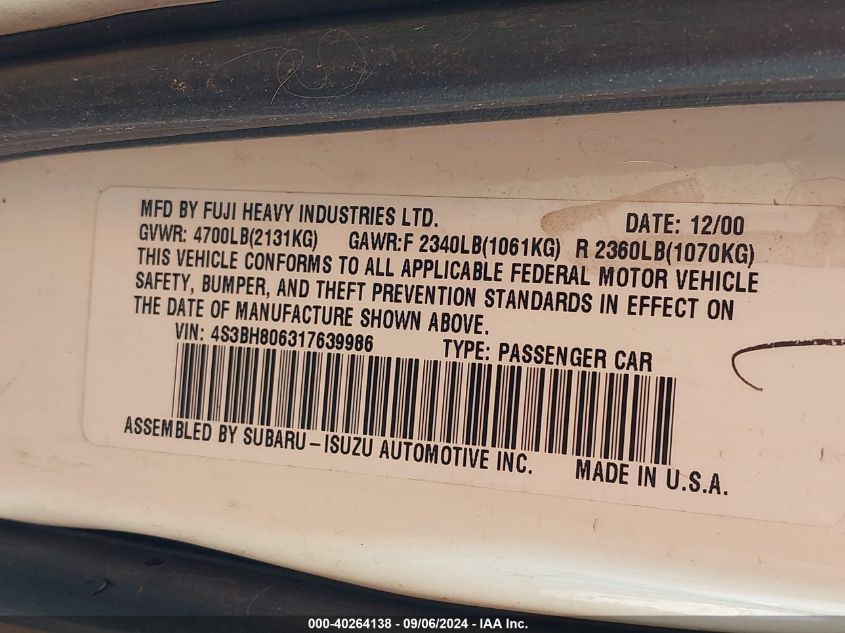 MFD BY FUJI HEAVY INDUSTRIES LTD. DATE: 12/00
GVWR: 4700LB(2131KG) GAWR:F 2340LB(1061KG) R 2360LB(1070KG)
THIS VEHICLE CONFORMS TO ALL APPLICABLE FEDERAL MOTOR VEHICLE
SAFETY, BUMPER, AND THEFT PREVENTION STANDARDS IN EFFECT ON
THE DATE OF MANUFACTURE SHOWN ABOVE.
VIN: 4S3BH806317639986 TYPE: PASSENGER CAR
ASSEMBLED BY SUBARU-ISUZU AUTOMOTIVE INC. MADE IN U.S.A.
000-40264138 - 09/06/2024 - IAA Inc.